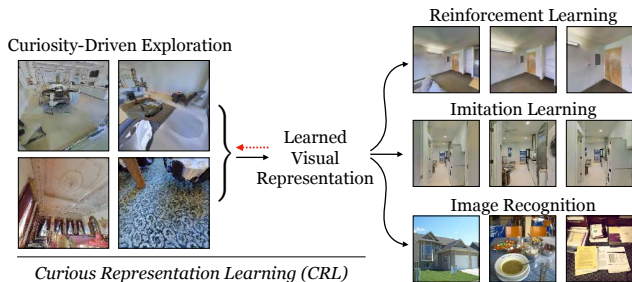 Curiosity-Driven Exploration
Learned
Visual
Representation
Curious Representation Learning (CRL)
Reinforcement Learning
Imitation Learning
Image Recognition